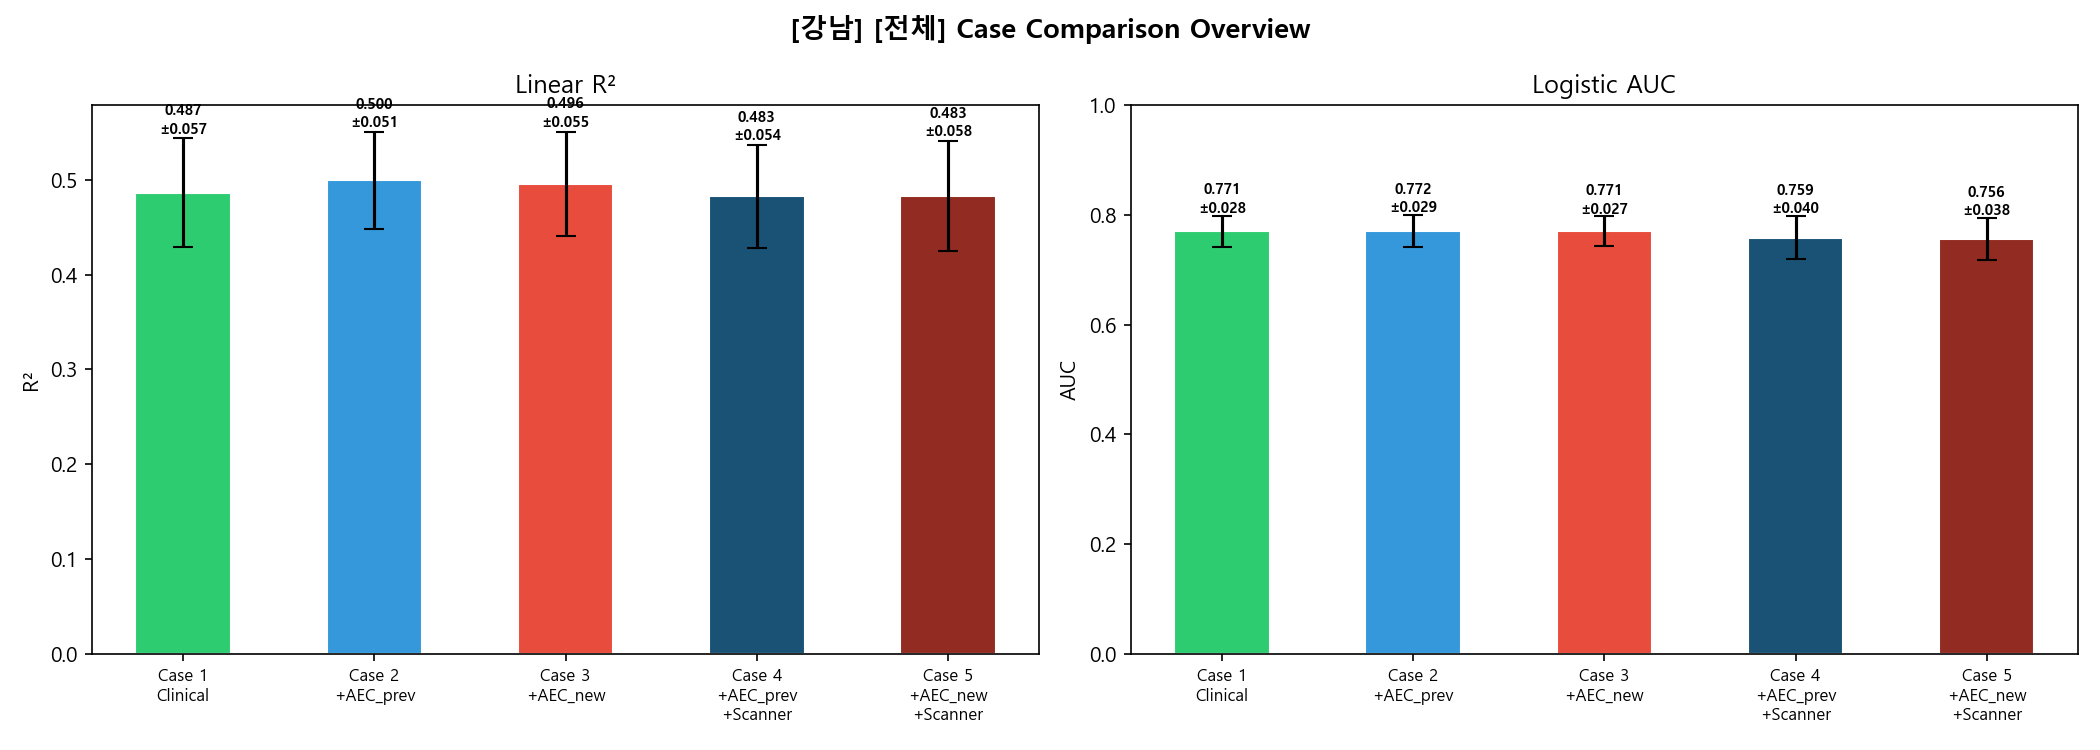 [강남] [전체] Case Comparison Overview
Linear R²
R²
0.5
0.4
0.3
0.2
0.1
0.0
0.487
±0.057
0.500
±0.051
0.496
±0.055
0.483
±0.054
0.483
±0.058
Case 1
Clinical
Case 2
+AEC_prev
Case 3
+AEC_new
Case 4
+AEC_prev
+Scanner
Case 5
+AEC_new
+Scanner
Logistic AUC
AUC
1.0
0.8
0.6
0.4
0.2
0.0
0.771
±0.028
0.772
±0.029
0.771
±0.027
0.759
±0.040
0.756
±0.038
Case 1
Clinical
Case 2
+AEC_prev
Case 3
+AEC_new
Case 4
+AEC_prev
+Scanner
Case 5
+AEC_new
+Scanner